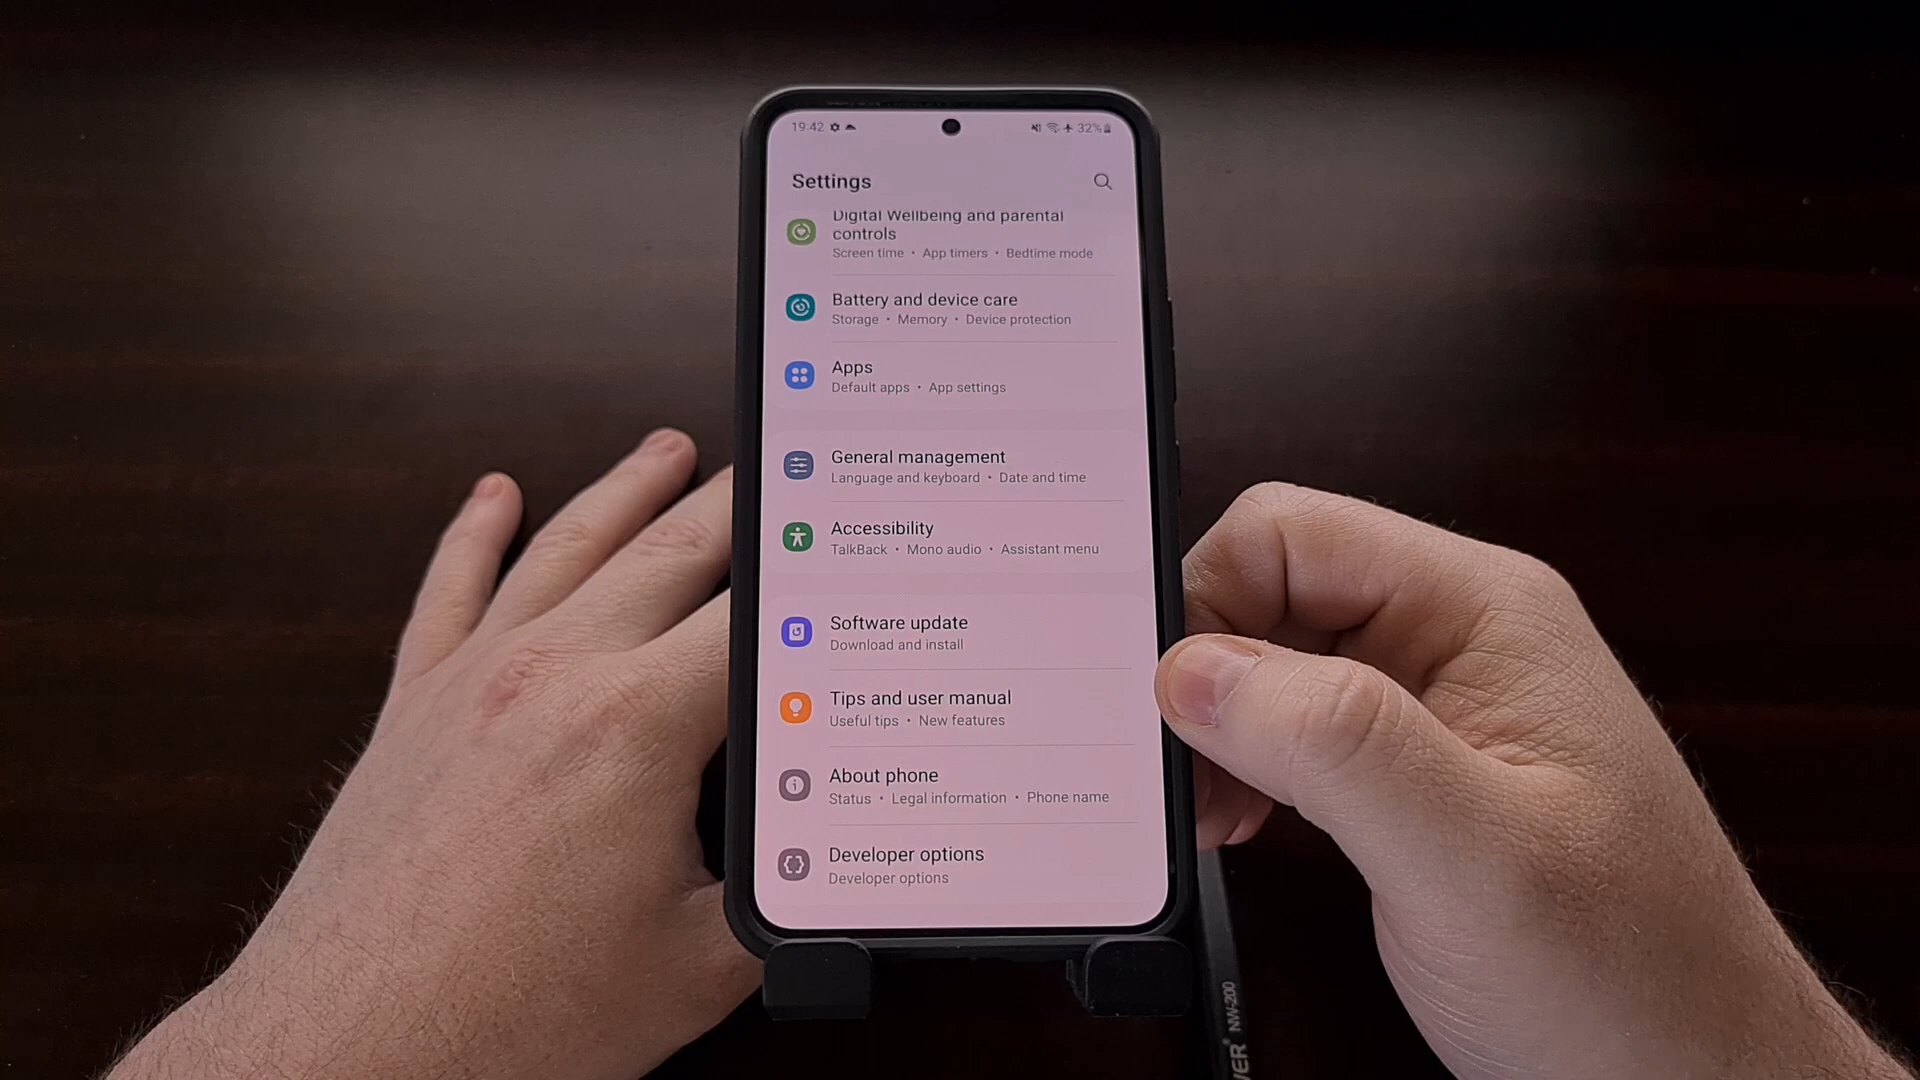 19:42 32%
Settings
Digital Wellbeing and parental
controls
Screen time • App timers • Bedtime mode
Battery and device care
Storage • Memory • Device protection
Apps
Default apps • App settings
General management
Language and keyboard • Date and time
Accessibility
TalkBack • Mono audio • Assistant menu
Software update
Download and install
Tips and user manual
Useful tips • New features
About phone
Status • Legal information • Phone name
Developer options
Developer options
NW-200